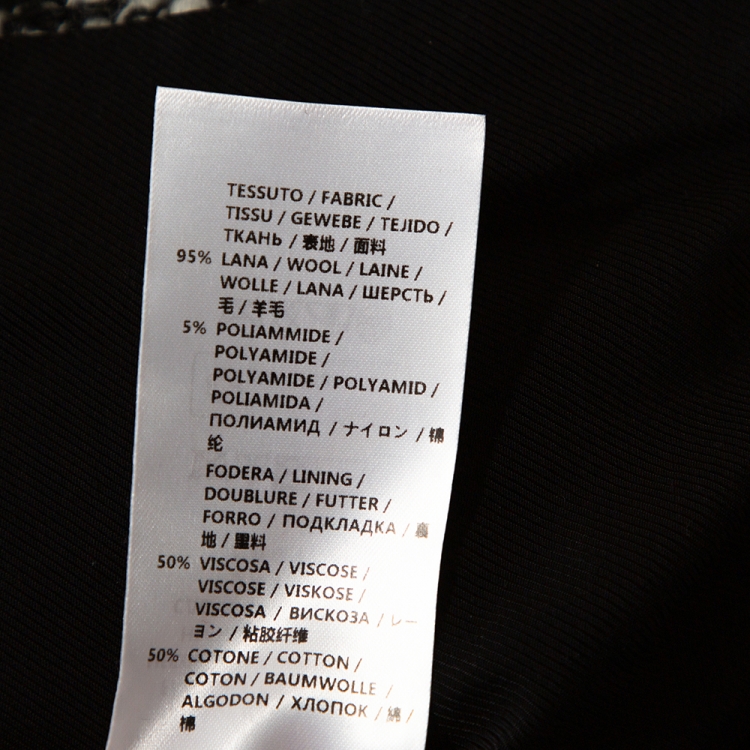 TESSUTO / FABRIC /
TISSU / GEWEBE / TEJIDO /
ТКАНЬ / 表地 / 面料
95% LANA / WOOL / LAINE /
WOLLE / LANA / ШЕРСТЬ /
毛 / 羊毛
5% POLIAMMIDE /
POLYAMIDE /
POLYAMIDE / POLYAMID /
POLIAMIDA /
ПОЛИАМИД / ナイロン / 锦
纶
FODERA / LINING /
DOUBLURE / FUTTER /
FORRO / ПОДКЛАДКА / 裏
地 / 里料
50% VISCOSA / VISCOSE /
VISCOSE / VISKOSE /
VISCOSA / ВИСКОЗА / レー
ヨン / 粘胶纤维
50% COTONE / COTTON /
COTON / BAUMWOLLE /
ALGODON / ХЛОПОК / 綿 /
棉